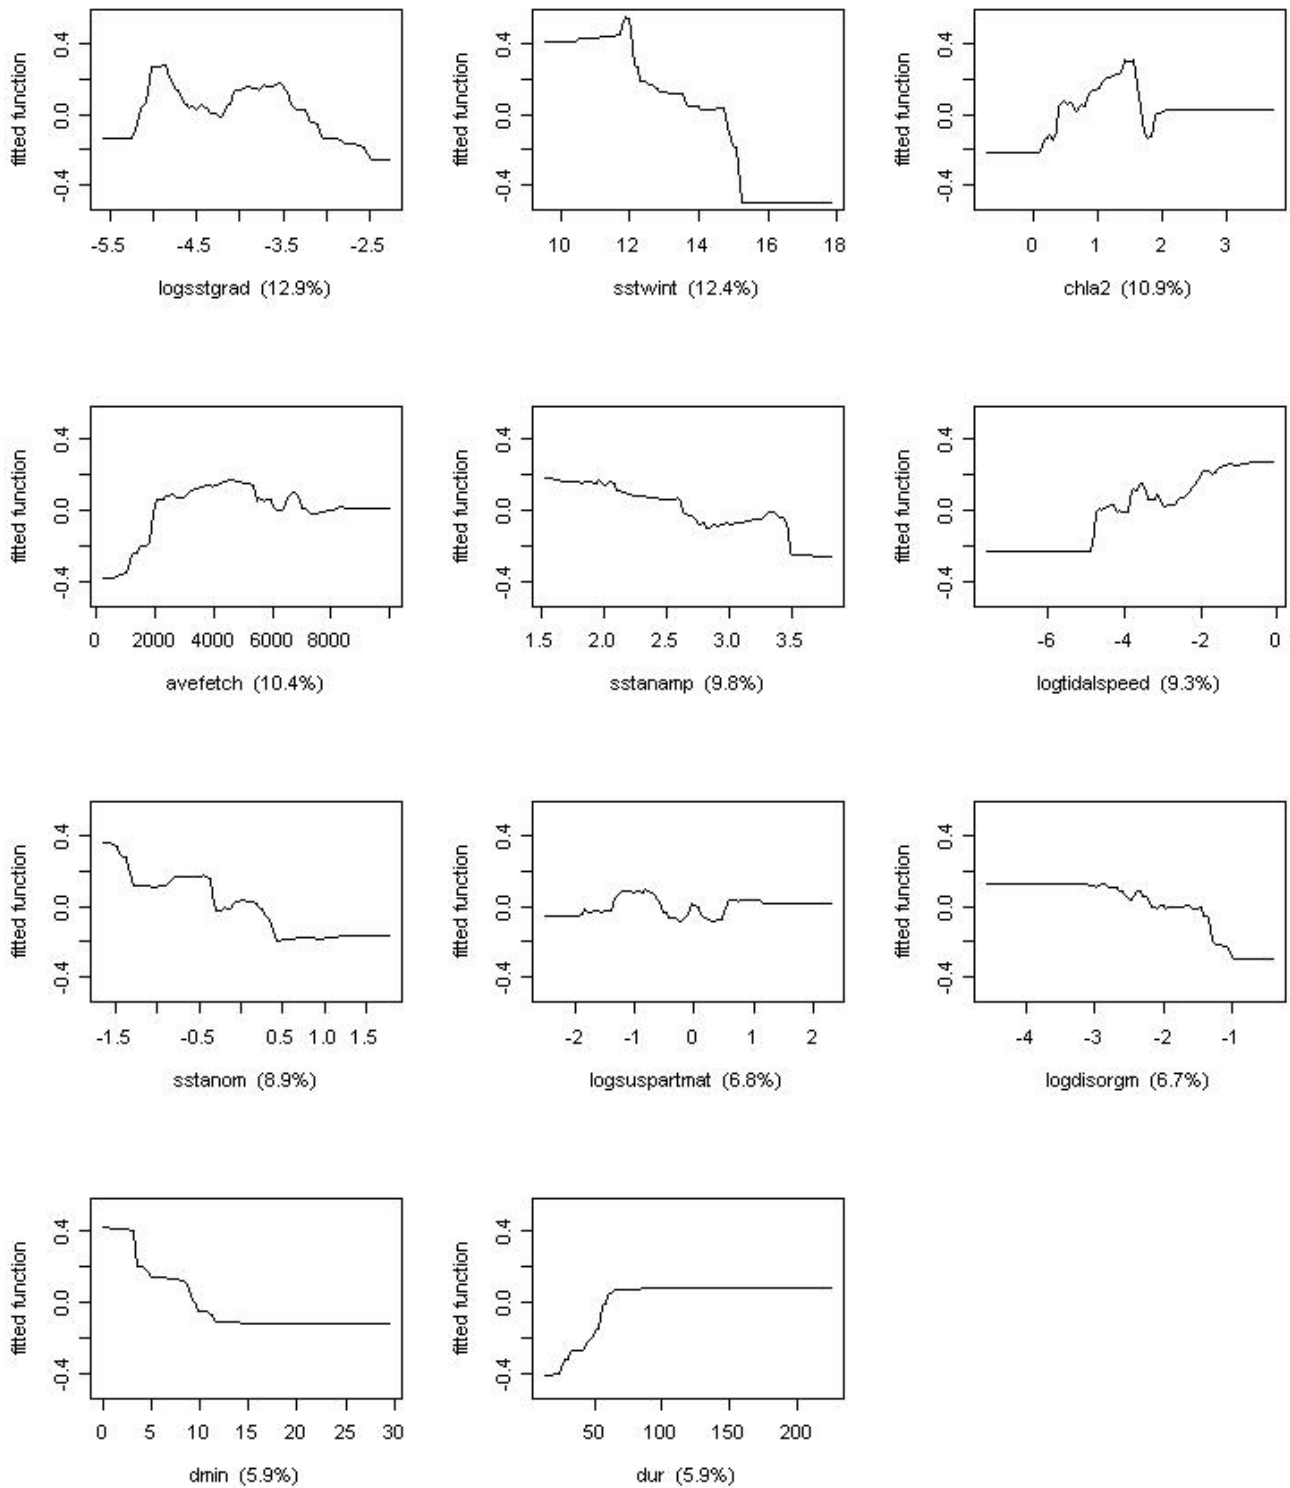 fitted function
0.4
0.0
-0.4
-5.5 -4.5 -3.5 -2.5
logsstgrad (12.9%)
fitted function
0.4
0.0
-0.4
10 12 14 16 18
sstwint (12.4%)
fitted function
0.4
0.0
-0.4
0 1 2 3
chla2 (10.9%)
fitted function
0.4
0.0
-0.4
0 2000 4000 6000 8000
avefetch (10.4%)
fitted function
0.4
0.0
-0.4
1.5 2.0 2.5 3.0 3.5
sstanamp (9.8%)
fitted function
0.4
0.0
-0.4
-6 -4 -2 0
logtidalspeed (9.3%)
fitted function
0.4
0.0
-0.4
-1.5 -0.5 0.5 1.0 1.5
sstanom (8.9%)
fitted function
0.4
0.0
-0.4
-2 -1 0 1 2
logsuspartmat (6.8%)
fitted function
0.4
0.0
-0.4
-4 -3 -2 -1
logdisorgm (6.7%)
fitted function
0.4
0.0
-0.4
0 5 10 15 20 25 30
dmin (5.9%)
fitted function
0.4
0.0
-0.4
50 100 150 200
dur (5.9%)